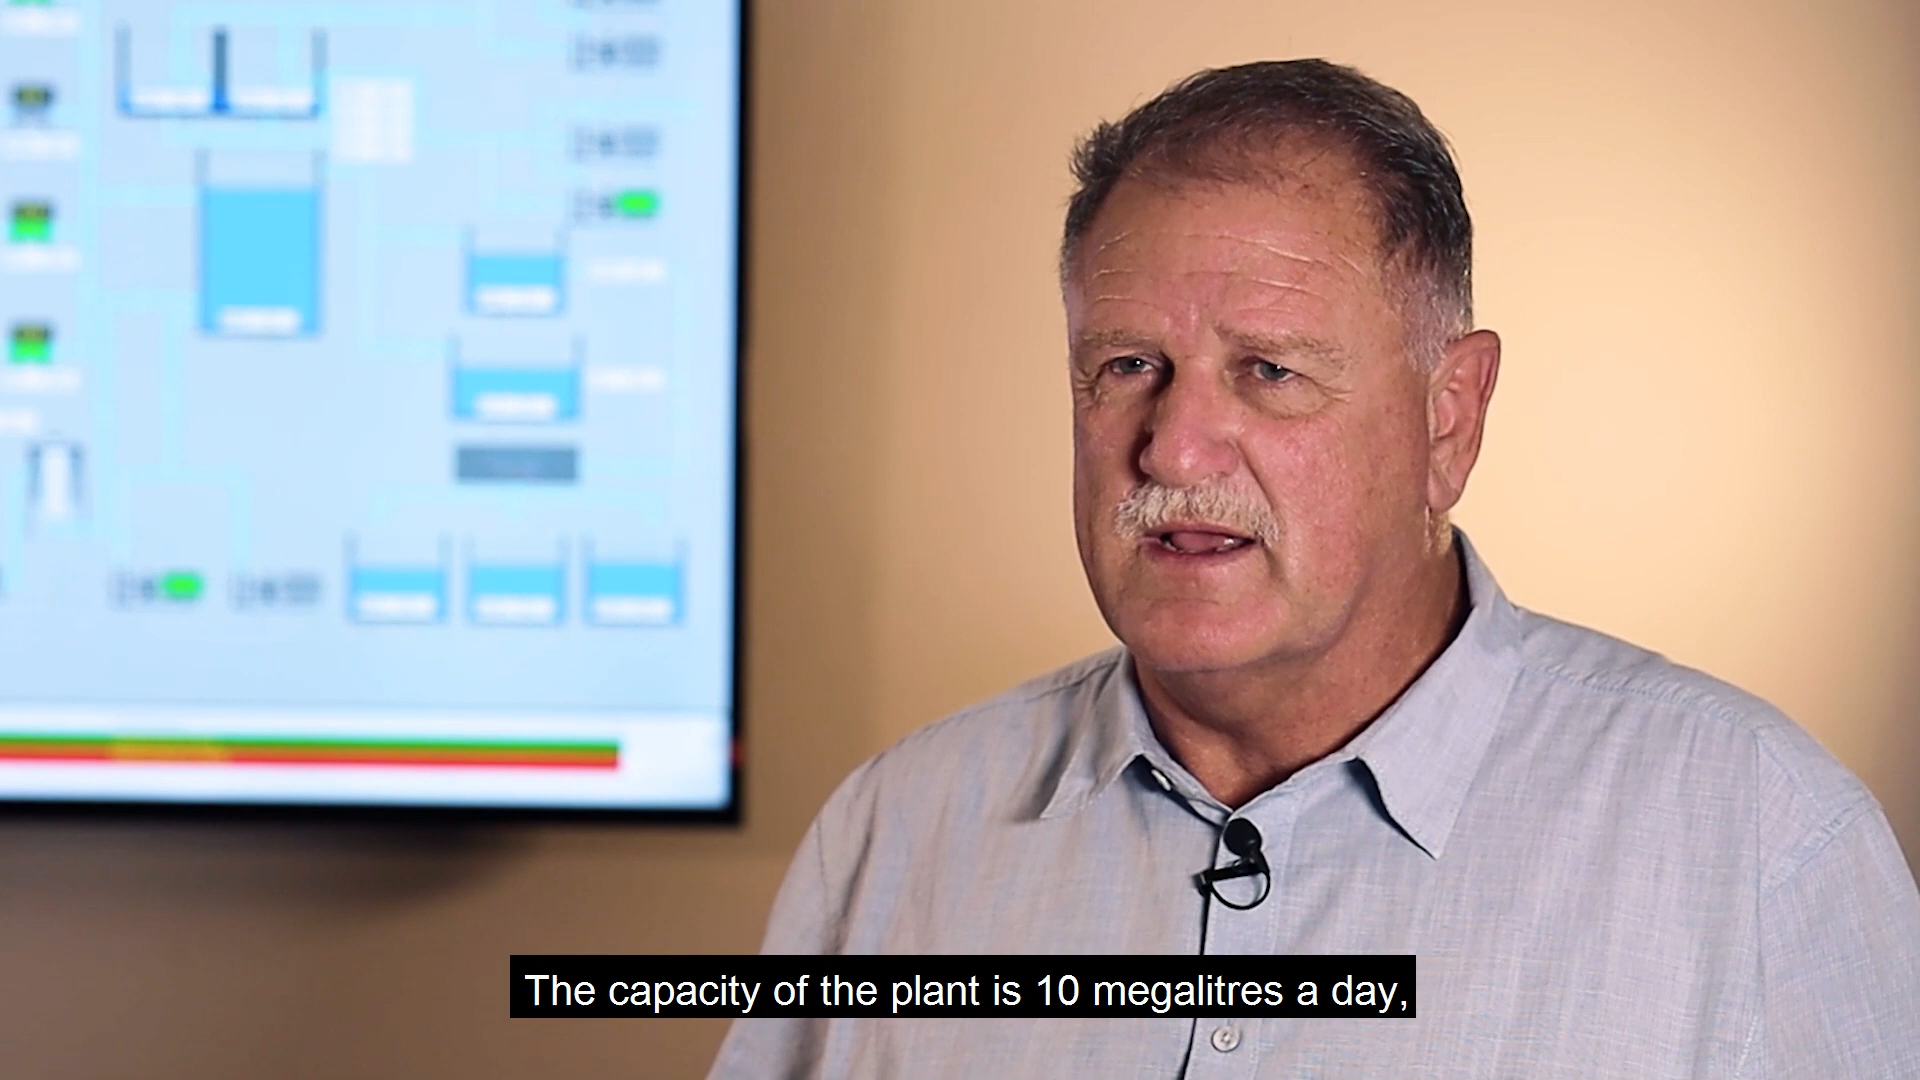 The capacity of the plant is 10 megalitres a day,